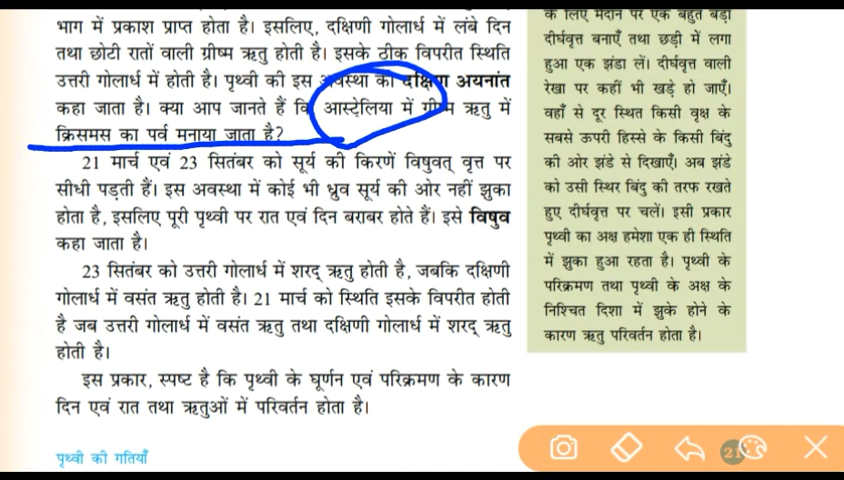 भाग में प्रकाश प्राप्त होता है। इसलिए, दक्षिणी गोलार्ध में लंबे दिन
तथा छोटी रातों वाली ग्रीष्म ऋतु होती है। इसके ठीक विपरीत स्थिति
उत्तरी गोलार्ध में होती है। पृथ्वी की इस अवस्था को दक्षिण अयनांत
कहा जाता है। क्या आप जानते हैं कि आस्ट्रेलिया में ग्रीष्म ऋतु में
क्रिसमस का पर्व मनाया जाता है?
21 मार्च एवं 23 सितंबर को सूर्य की किरणें विषुवत् वृत्त पर
सीधी पड़ती हैं। इस अवस्था में कोई भी ध्रुव सूर्य की ओर नहीं झुका
होता है, इसलिए पूरी पृथ्वी पर रात एवं दिन बराबर होते हैं। इसे विषुव
कहा जाता है।
23 सितंबर को उत्तरी गोलार्ध में शरद् ऋतु होती है, जबकि दक्षिणी
गोलार्ध में वसंत ऋतु होती है। 21 मार्च को स्थिति इसके विपरीत होती
है जब उत्तरी गोलार्ध में वसंत ऋतु तथा दक्षिणी गोलार्ध में शरद् ऋतु
होती है।
इस प्रकार, स्पष्ट है कि पृथ्वी के घूर्णन एवं परिक्रमण के कारण
दिन एवं रात तथा ऋतुओं में परिवर्तन होता है।
पृथ्वी की गतियाँ
के लिए मैदान पर एक बहुत बड़ा
दीर्घवृत्त बनाएँ तथा छड़ी में लगा
हुआ एक झंडा लें। दीर्घवृत्त वाली
रेखा पर कहीं भी खड़े हो जाएँ।
वहाँ से दूर स्थित किसी वृक्ष के
सबसे ऊपरी हिस्से के किसी बिंदु
की ओर झंडे से दिखाएँ। अब झंडे
को उसी स्थिर बिंदु की तरफ रखते
हुए दीर्घवृत्त पर चलें। इसी प्रकार
पृथ्वी का अक्ष हमेशा एक ही स्थिति
में झुका हुआ रहता है। पृथ्वी के
परिक्रमण तथा पृथ्वी के अक्ष के
निश्चित दिशा में झुके होने के
कारण ऋतु परिवर्तन होता है।
21